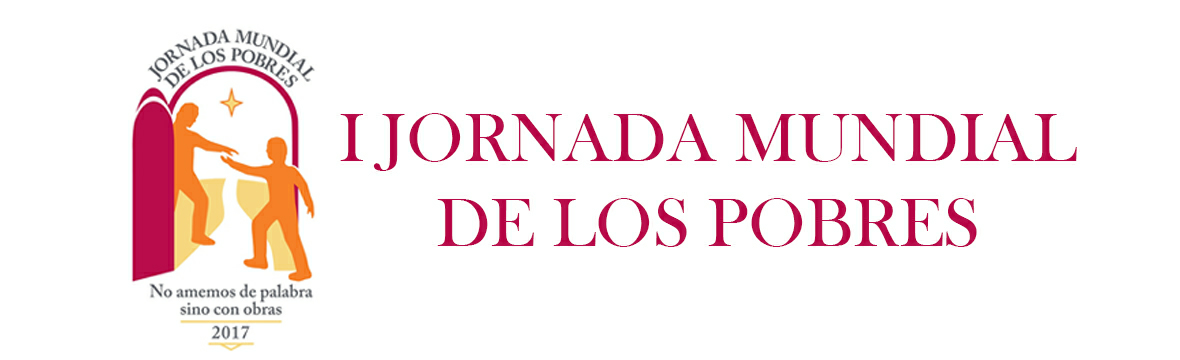 JORNADA MUNDIAL
DE LOS POBRES
No amemos de palabra
sino con obras
2017
I JORNADA MUNDIAL
DE LOS POBRES